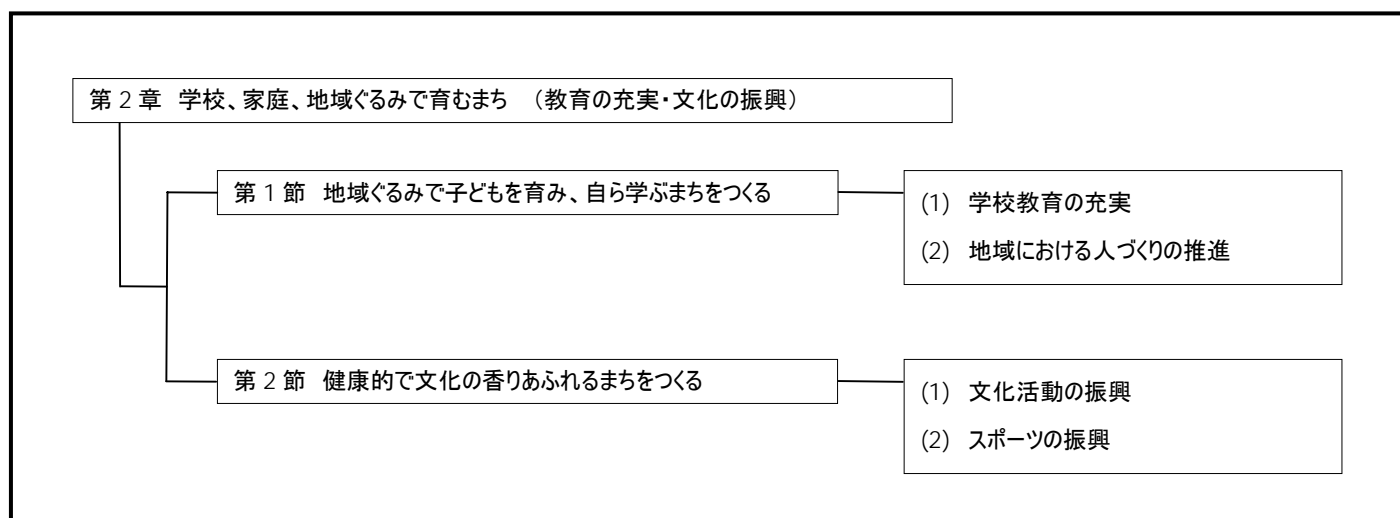 第2章 学校、家庭、地域ぐるみで育むまち （教育の充実・文化の振興）
第1節 地域ぐるみで子どもを育み、自ら学ぶまちをつくる
(1) 学校教育の充実
(2) 地域における人づくりの推進
第2節 健康的で文化の香りあふれるまちをつくる
(1) 文化活動の振興
(2) スポーツの振興